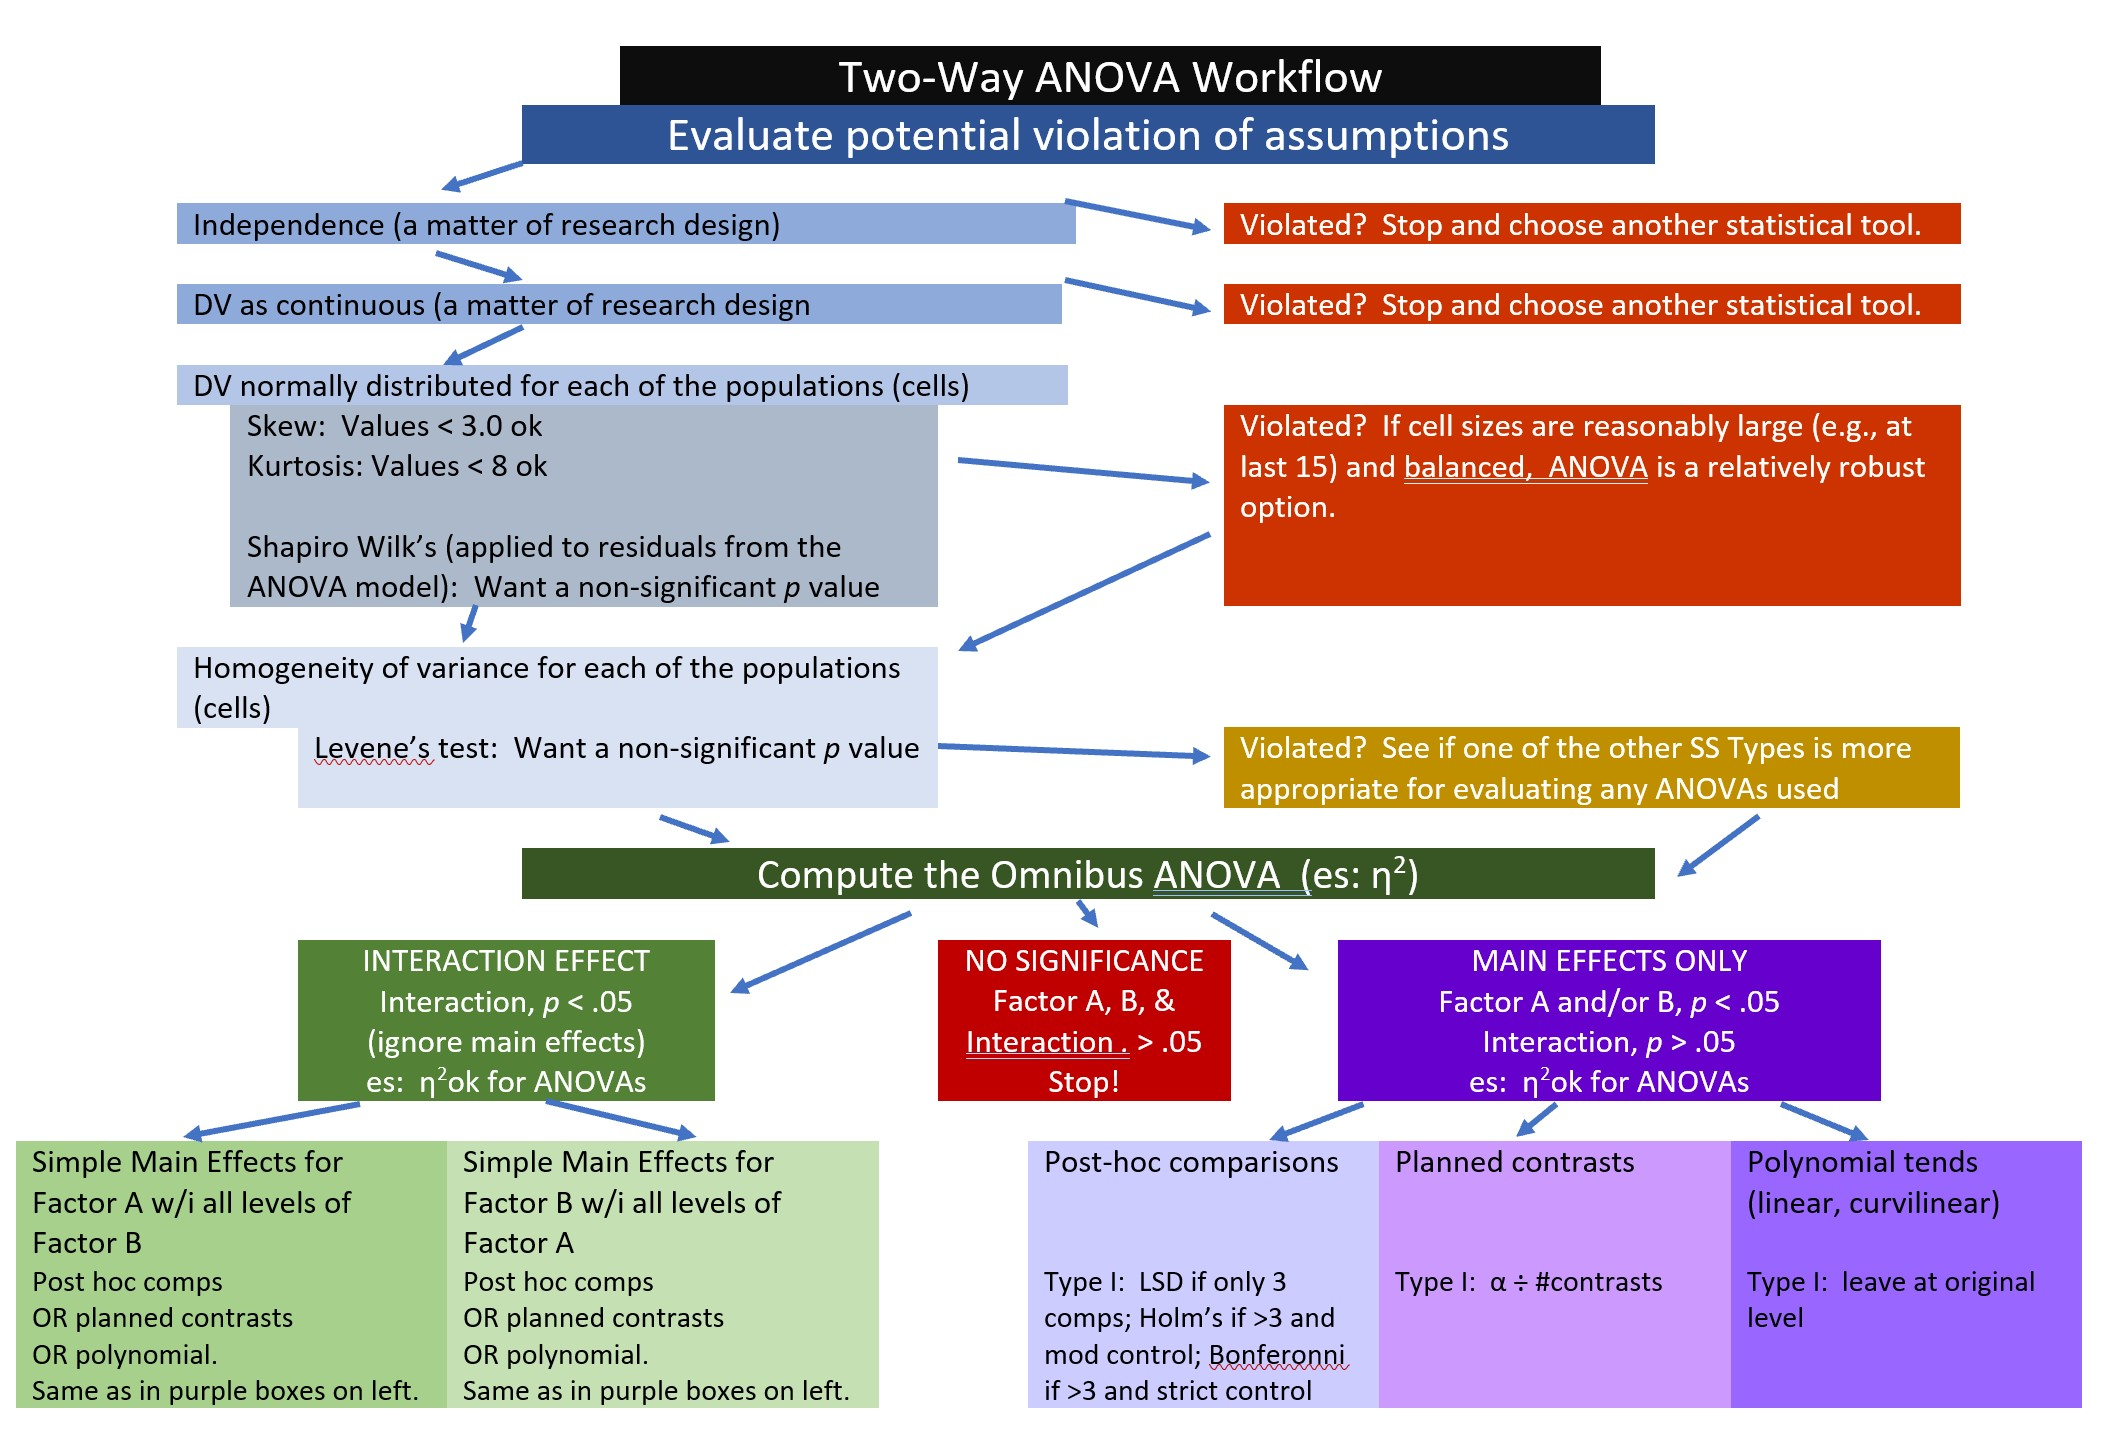 Two-Way ANOVA Workflow
Evaluate potential violation of assumptions
Independence (a matter of research design)
Violated?  Stop and choose another statistical tool.
DV as continuous (a matter of research design
Violated?  Stop and choose another statistical tool.
DV normally distributed for each of the populations (cells)
Skew:  Values < 3.0 ok
Kurtosis: Values < 8 ok
Shapiro Wilk’s (applied to residuals from the
ANOVA model):  Want a non-significant p value
Violated?  If cell sizes are reasonably large (e.g., at
last 15) and balanced,  ANOVA is a relatively robust
option.
Homogeneity of variance for each of the populations
(cells)
Levene’s test:  Want a non-significant p value
Violated?  See if one of the other SS Types is more
appropriate for evaluating any ANOVAs used
Compute the Omnibus ANOVA  (es: η²)
INTERACTION EFFECT
Interaction, p < .05
(ignore main effects)
es:  η²ok for ANOVAs
NO SIGNIFICANCE
Factor A, B, &
Interaction . > .05
Stop!
MAIN EFFECTS ONLY
Factor A and/or B, p < .05
Interaction, p > .05
es:  η²ok for ANOVAs
Simple Main Effects for
Factor A w/i all levels of
Factor B
Post hoc comps
OR planned contrasts
OR polynomial.
Same as in purple boxes on left.
Simple Main Effects for
Factor B w/i all levels of
Factor A
Post hoc comps
OR planned contrasts
OR polynomial.
Same as in purple boxes on left.
Post-hoc comparisons
Type I:  LSD if only 3
comps; Holm’s if >3 and
mod control; Bonferonni
if >3 and strict control
Planned contrasts
Type I:  α ÷ #contrasts
Polynomial tends
(linear, curvilinear)
Type I:  leave at original
level